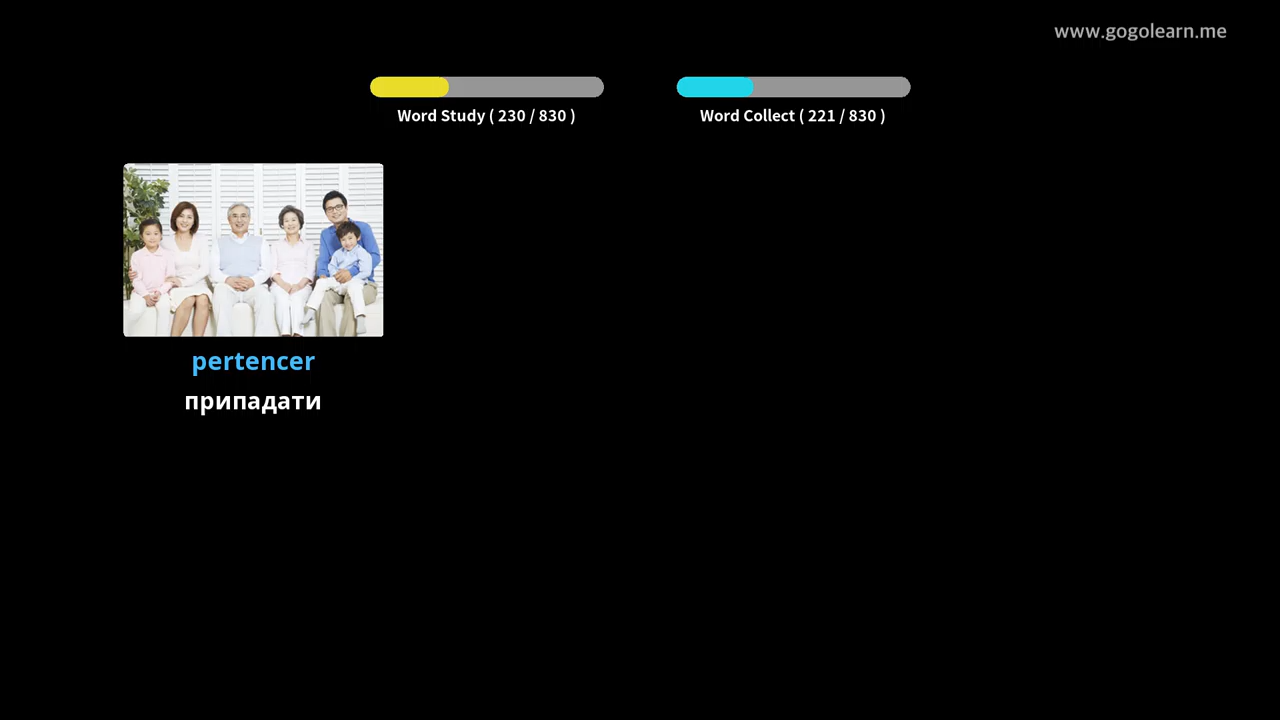 www.gogolearn.me
Word Study ( 230 / 830 )
Word Collect ( 221 / 830 )
pertencer
припадати